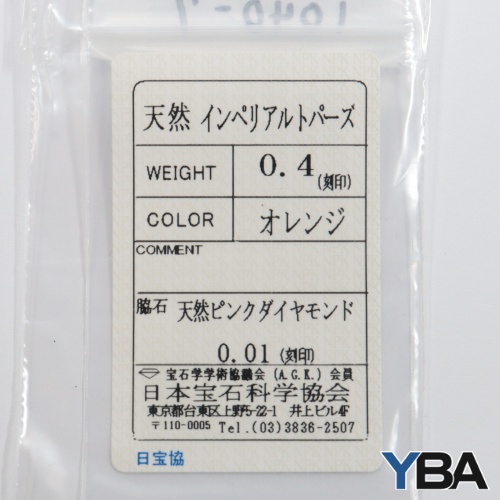 1040-7
天然 インペリアルトパーズ
WEIGHT 0.4(刻印)
COLOR オレンジ
COMMENT
脇石 天然ピンクダイヤモンド
0.01(刻印)
宝石学学術協議会(A.G.K.)会員
日本宝石科学協会
東京都台東区上野5-22-1 井上ビル4F
〒110-0005 Tel.(03)3836-2507
日宝協
YBA